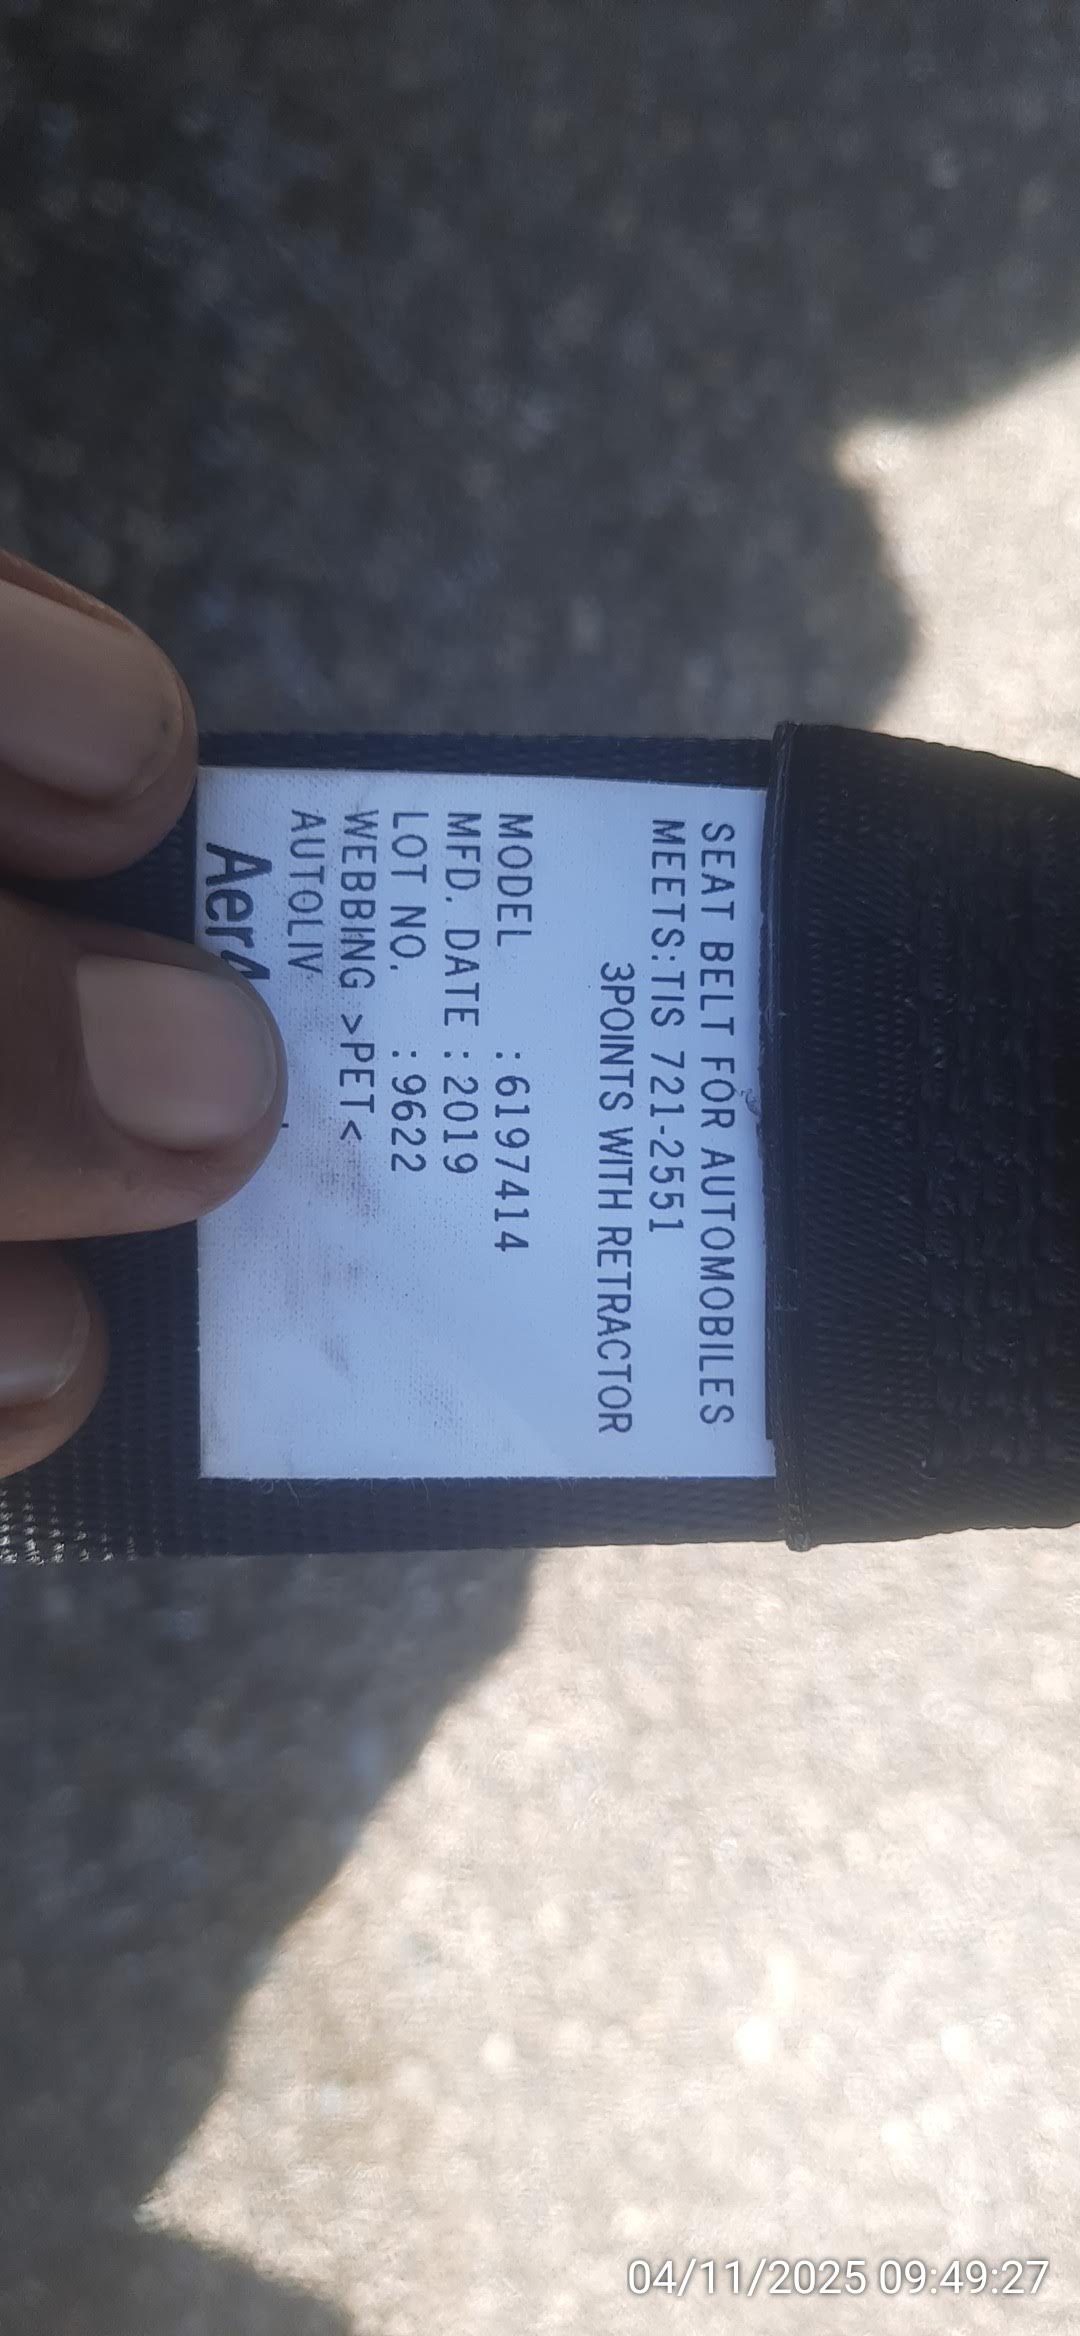 SEAT BELT FOR AUTOMOBILES
MEETS:TIS 721-2551
3POINTS WITH RETRACTOR
MODEL : 6197414
MFD. DATE : 2019
LOT NO. : 9622
WEBBING >PET<
AUTOLIV
04/11/2025 09:49:27